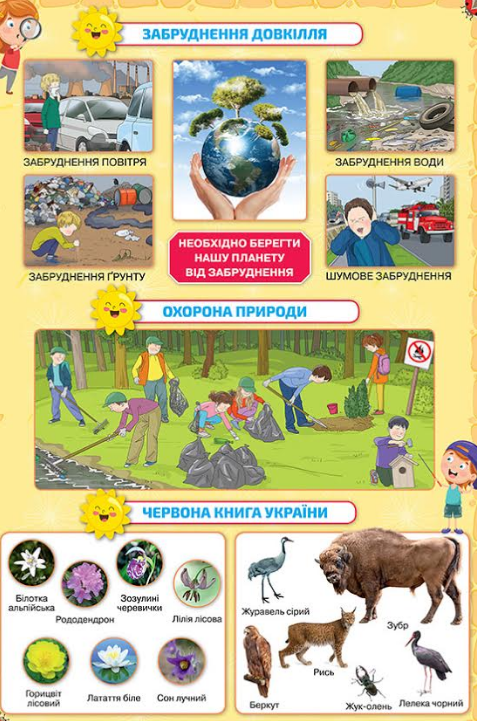 ЗАБРУДНЕННЯ ДОВКІЛЛЯ
ЗАБРУДНЕННЯ ПОВІТРЯ
ЗАБРУДНЕННЯ ВОДИ
ЗАБРУДНЕННЯ ҐРУНТУ
НЕОБХІДНО БЕРЕГТИ
НАШУ ПЛАНЕТУ
ВІД ЗАБРУДНЕННЯ
ШУМОВЕ ЗАБРУДНЕННЯ
ОХОРОНА ПРИРОДИ
ЧЕРВОНА КНИГА УКРАЇНИ
Білотка
альпійська
Рододендрон
Зозулині
черевички
Лілія лісова
Горицвіт
лісовий
Латаття біле
Сон лучний
Журавель сірий
Зубр
Рись
Беркут
Жук-олень
Лелека чорний